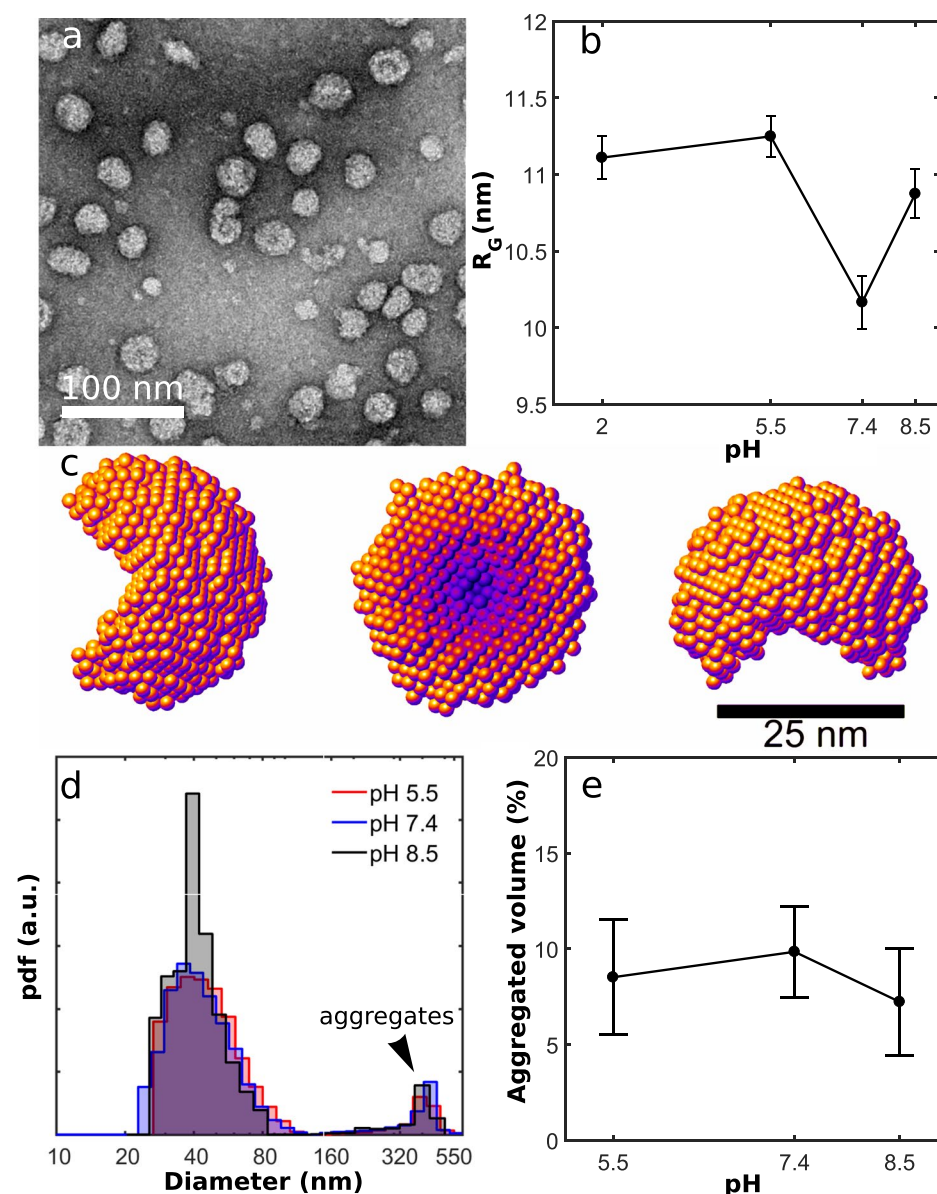 a
100 nm
b
12
11.5
11
10.5
10
9.5
R_G (nm)
2 5.5 7.4 8.5
pH
c
25 nm
d
pH 5.5
pH 7.4
pH 8.5
aggregates
pdf (a.u.)
10 20 40 80 160 320 550
Diameter (nm)
e
20
15
10
5
0
Aggregated volume (%)
5.5 7.4 8.5
pH